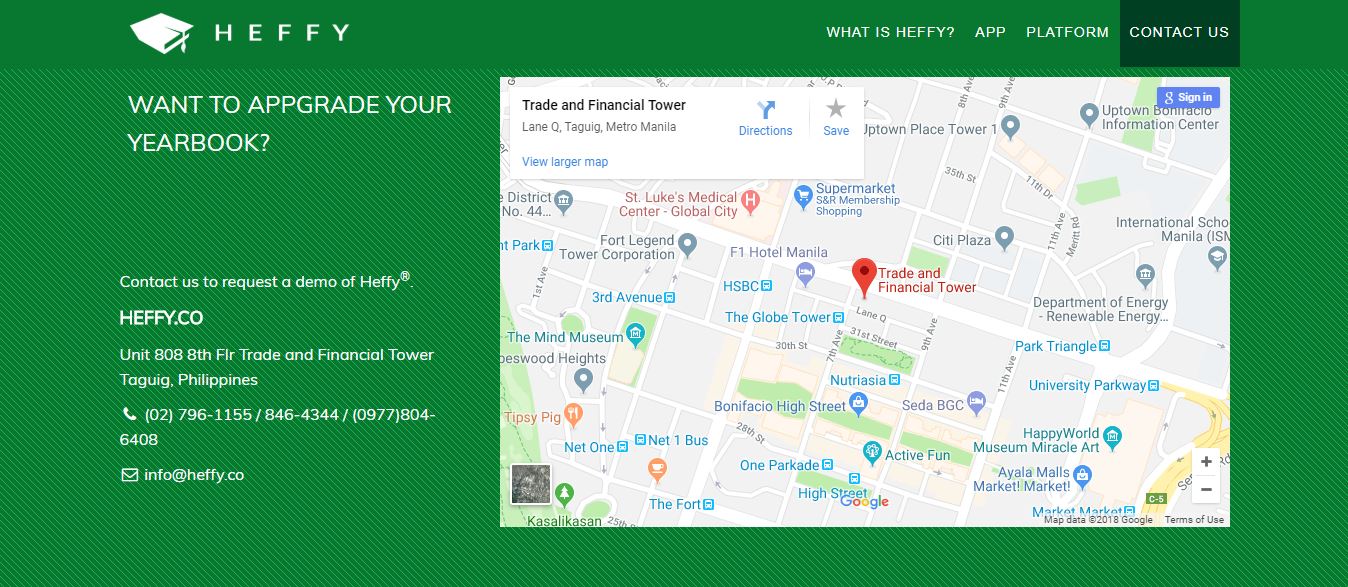 HEFFY
WHAT IS HEFFY?
APP
PLATFORM
CONTACT US
WANT TO APPGRADE YOUR
YEARBOOK?
Contact us to request a demo of Heffy®.
HEFFY.CO
Unit 808 8th Flr Trade and Financial Tower
Taguig, Philippines
(02) 796-1155 / 846-4344 / (0977)804-
6408
info@heffy.co
Trade and Financial Tower
Lane Q, Taguig, Metro Manila
View larger map
Directions
Save
Sign in
8th Ave
9th Ave
Uptown Bonifacio
Information Center
Uptown Place Tower 1
35th St
11th Dr
e District
No. 44...
St. Luke's Medical
Center - Global City
Supermarket
S&R Membership
Shopping
11th Ave
Merritt Rd
International Scho
Manila (ISM
nt Park
Fort Legend
Tower Corporation
F1 Hotel Manila
Citi Plaza
1st Ave
3rd Avenue
HSBC
Trade and
Financial Tower
Department of Energy
- Renewable Energy...
The Globe Tower
Lane Q
31st Street
The Mind Museum
30th St
7th Ave
9th Ave
Park Triangle
oeswood Heights
11th Ave
Nutriasia
University Parkway
Tipsy Pig
Bonifacio High Street
Seda BGC
28th St
Net One
Net 1 Bus
HappyWorld
Museum Miracle Art
Active Fun
One Parkade
Ayala Malls
Market! Market!
The Fort
High Street
Google
C-5
Kasalikasan
25th St
Market Market
Map data ©2018 Google
Terms of Use